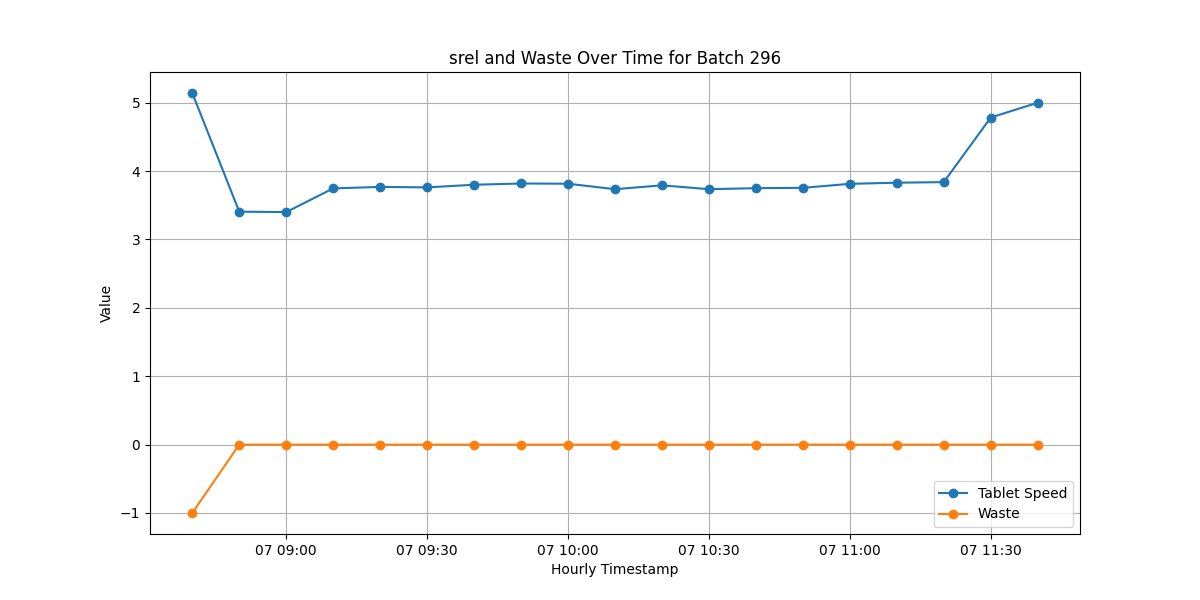 srel and Waste Over Time for Batch 296
Value
5
4
3
2
1
0
−1
Tablet Speed
Waste
07 09:00
07 09:30
07 10:00
07 10:30
07 11:00
07 11:30
Hourly Timestamp